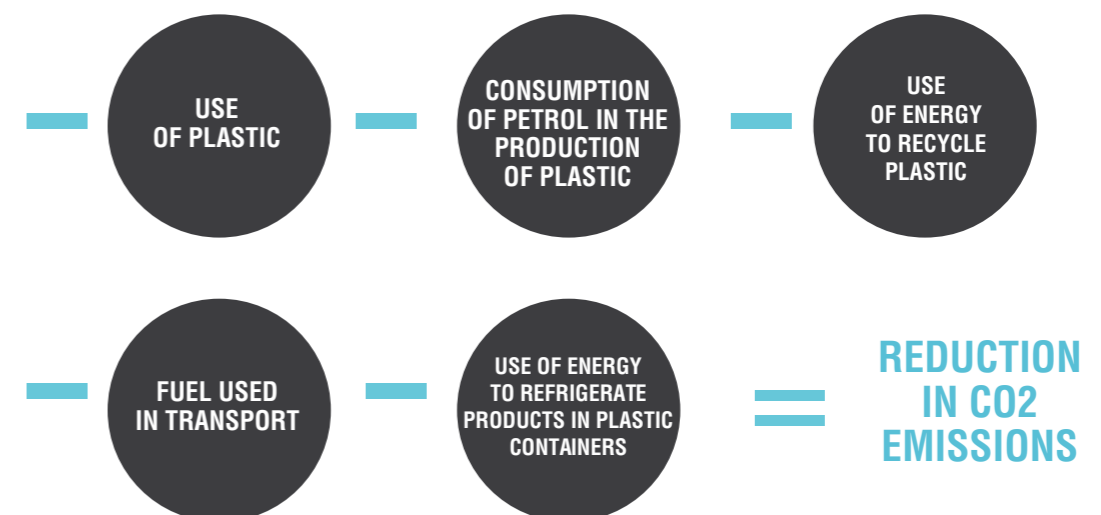 USE
OF PLASTIC
CONSUMPTION
OF PETROL IN THE
PRODUCTION
OF PLASTIC
USE
OF ENERGY
TO RECYCLE
PLASTIC
FUEL USED
IN TRANSPORT
USE OF ENERGY
TO REFRIGERATE
PRODUCTS IN PLASTIC
CONTAINERS
REDUCTION
IN CO2
EMISSIONS